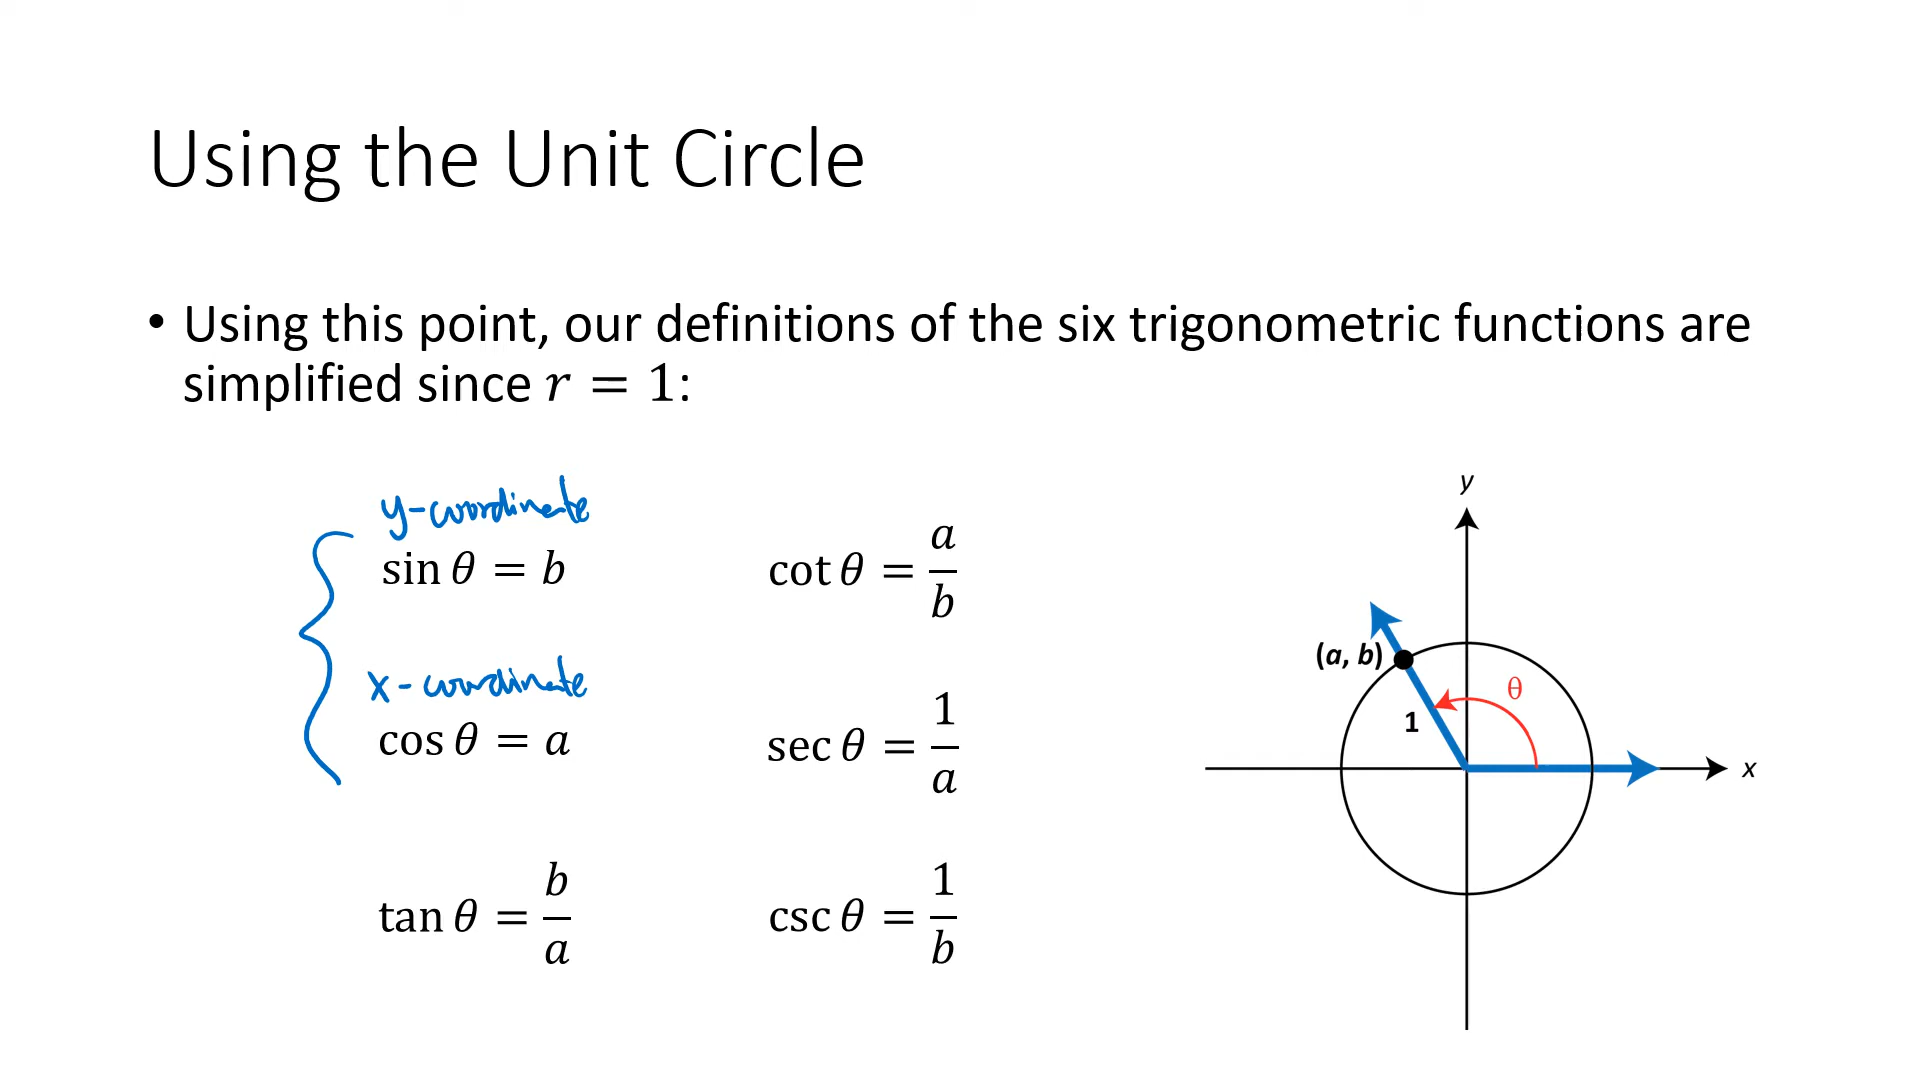 Using the Unit Circle
• Using this point, our definitions of the six trigonometric functions are
simplified since r = 1:
y-coordinate
sin θ = b
cot θ = a/b
x-coordinate
cos θ = a
sec θ = 1/a
tan θ = b/a
csc θ = 1/b
y
(a, b)
θ
1
x